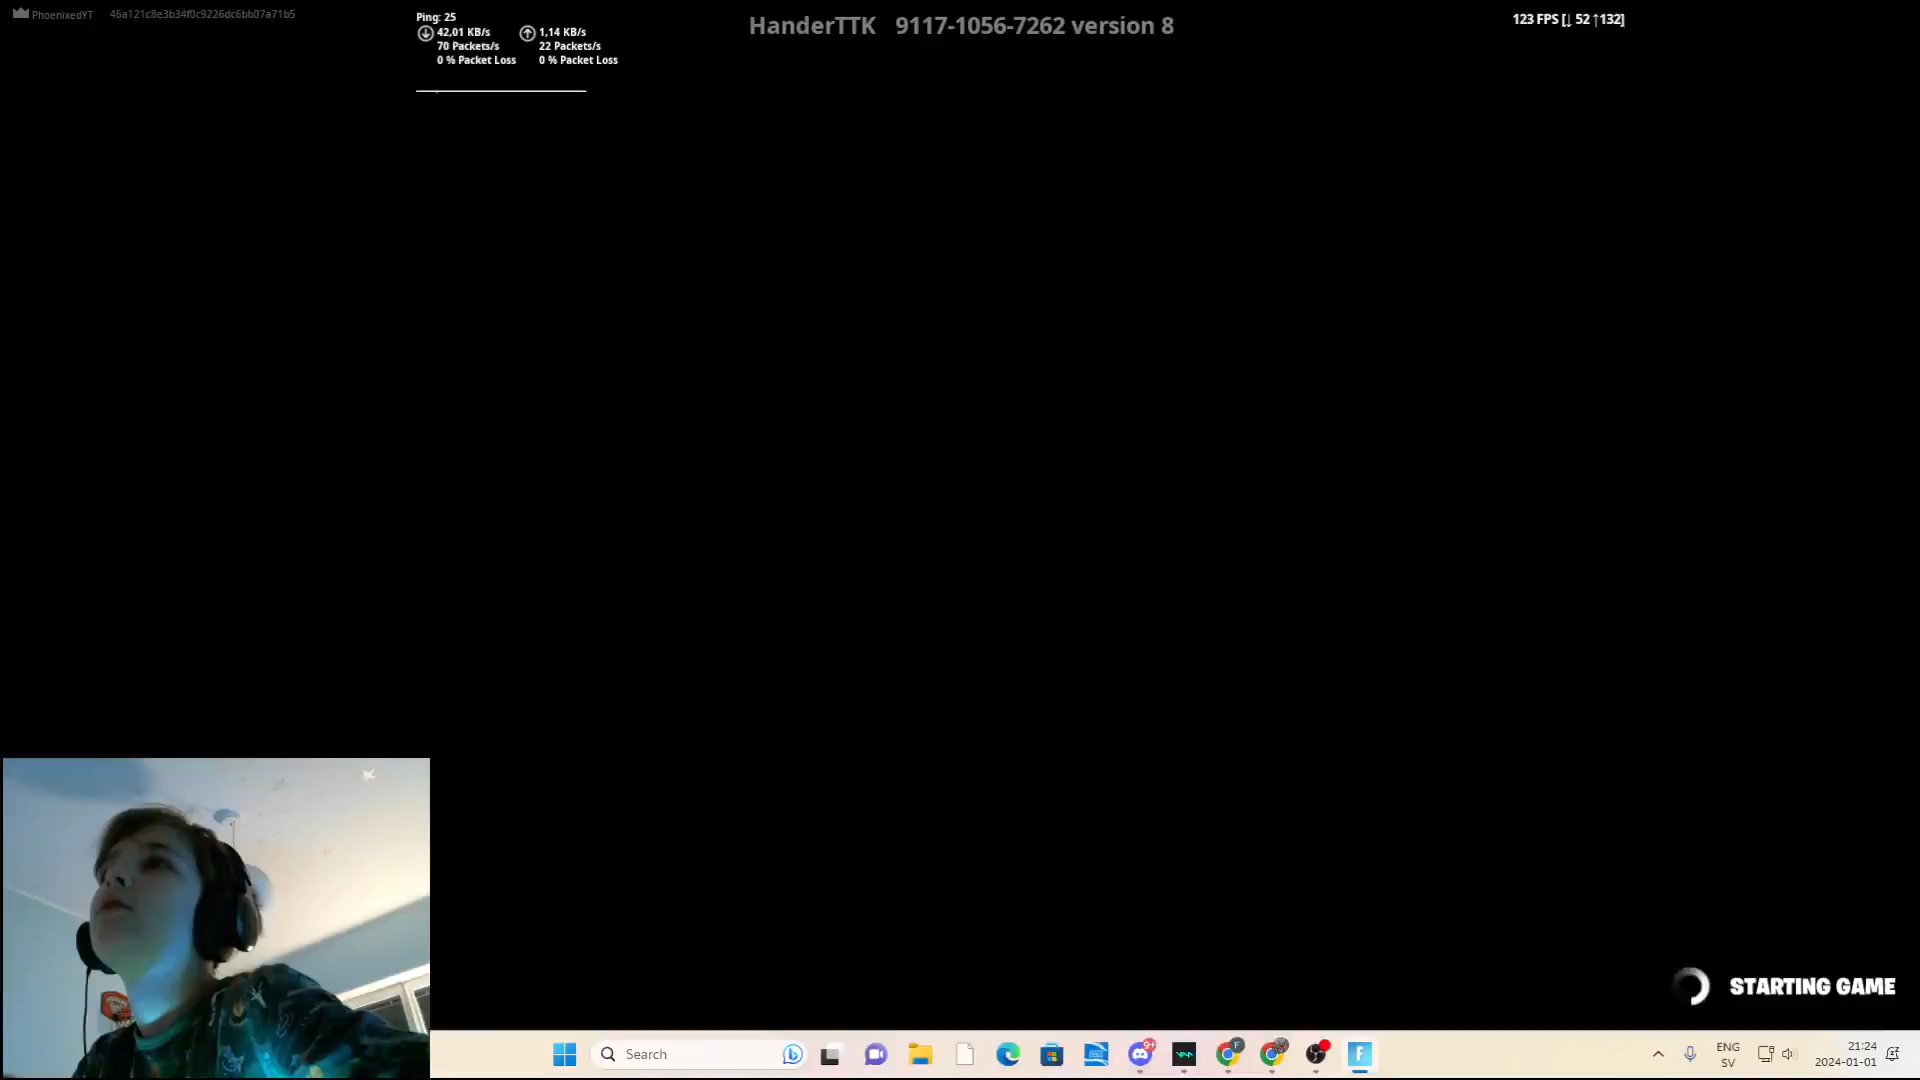 PhoenixedYT 46a121c8e3b34f0c9226dc6bb07a71b5
Ping: 25
42,01 KB/s 1,14 KB/s
70 Packets/s 22 Packets/s
0 % Packet Loss 0 % Packet Loss
HanderTTK 9117-1056-7262 version 8
123 FPS [↓ 52 ↑132]
STARTING GAME
Search
9+
F
F
ENG
SV
21:24
2024-01-01